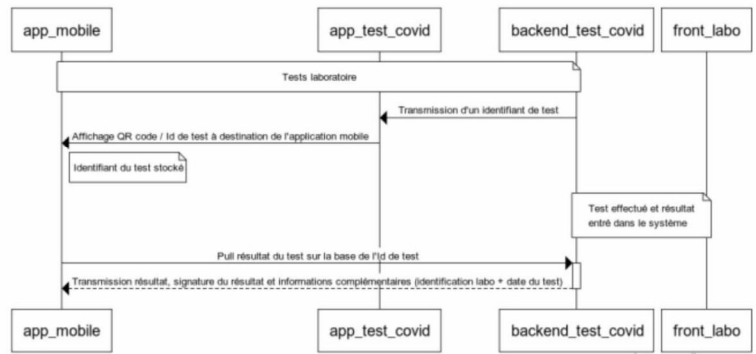 app_mobile app_test_covid backend_test_covid front_labo
Tests laboratoire
Transmission d'un identifiant de test
Affichage QR code / Id de test à destination de l'application mobile
Identifiant du test stocké
Test effectué et résultat
entré dans le système
Pull résultat du test sur la base de l'Id de test
Transmission résultat, signature du résultat et informations complémentaires (identification labo + date du test)
app_mobile app_test_covid backend_test_covid front_labo